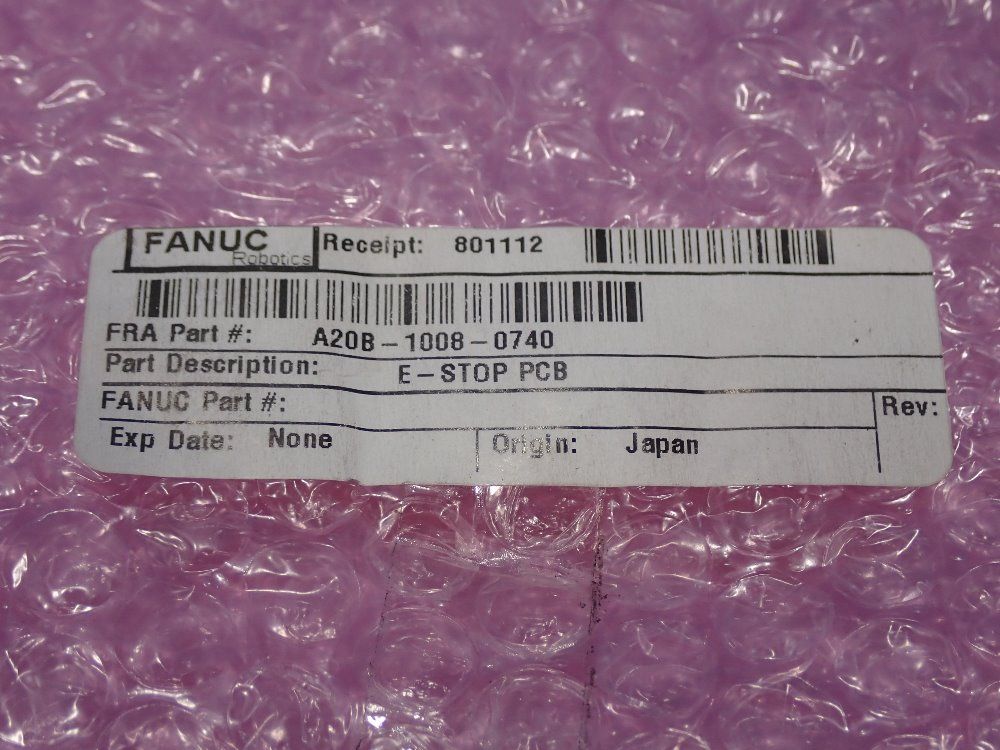 FANUC Receipt: 801112
Robotics
FRA Part #: A20B-1008-0740
Part Description: E-STOP PCB
FANUC Part #: Rev:
Exp Date: None Origin: Japan